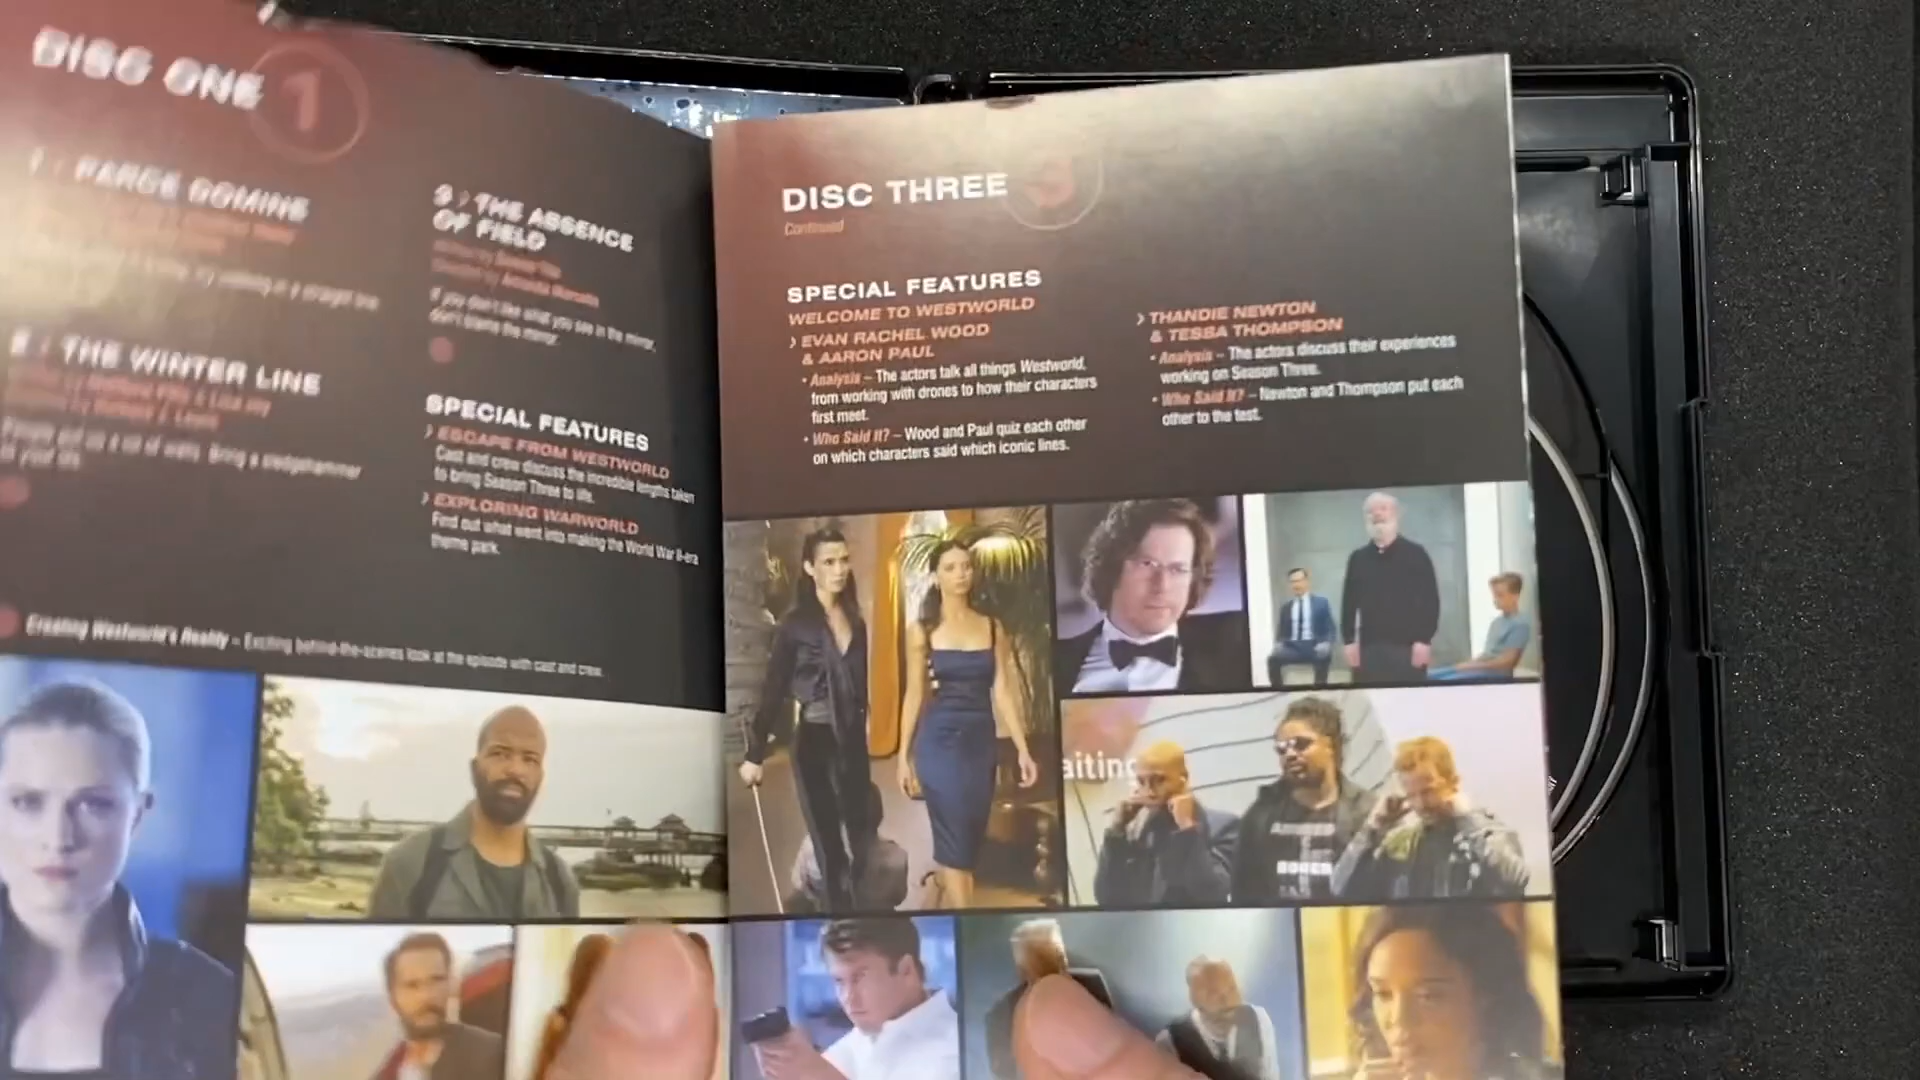 DISC ONE 1
1 > PARCE DOMINE
2 > THE WINTER LINE
Creating Westworld's Reality – Exciting behind-the-scenes look at the episode with cast and crew.
3 > THE ABSENCE
OF FIELD
If you don't like what you see in the mirror,
don't blame the mirror.
SPECIAL FEATURES
› ESCAPE FROM WESTWORLD
Cast and crew discuss the incredible lengths taken
to bring Season Three to life.
› EXPLORING WARWORLD
Find out what went into making the World War II-era
theme park.
DISC THREE 3
Continued
SPECIAL FEATURES
WELCOME TO WESTWORLD
› EVAN RACHEL WOOD
& AARON PAUL
• Analysis – The actors talk all things Westworld,
from working with drones to how their characters
first meet.
• Who Said It? – Wood and Paul quiz each other
on which characters said which iconic lines.
› THANDIE NEWTON
& TESSA THOMPSON
• Analysis – The actors discuss their experiences
working on Season Three.
• Who Said It? – Newton and Thompson put each
other to the test.
aiting